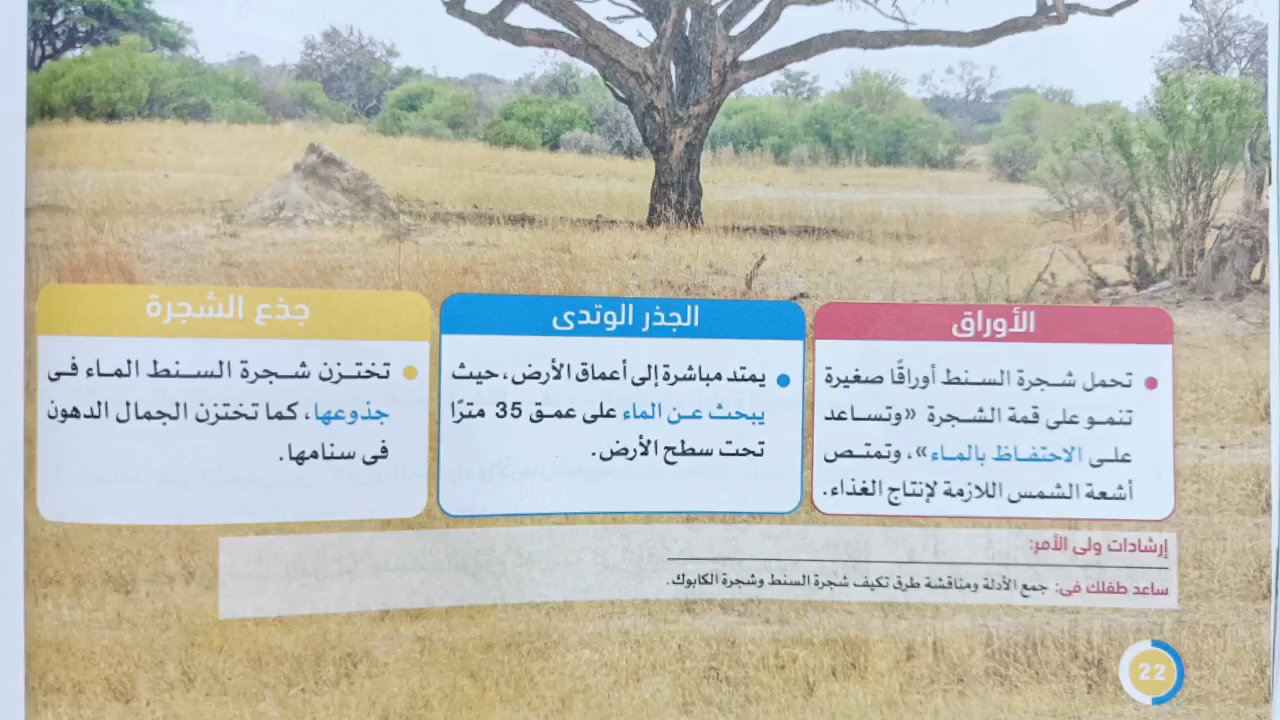 الأوراق
تحمل شجرة السنط أوراقًا صغيرة
تنمو على قمة الشجرة «وتساعد
على الاحتفاظ بالماء»، وتمتص
أشعة الشمس اللازمة لإنتاج الغذاء.
الجذر الوتدى
يمتد مباشرة إلى أعماق الأرض، حيث
يبحث عن الماء على عمق 35 مترًا
تحت سطح الأرض.
جذع الشجرة
تختزن شجرة السنط الماء فى
جذوعها، كما تختزن الجمال الدهون
فى سنامها.
إرشادات ولى الأمر:
ساعد طفلك فى: جمع الأدلة ومناقشة طرق تكيف شجرة السنط وشجرة الكابوك.
22